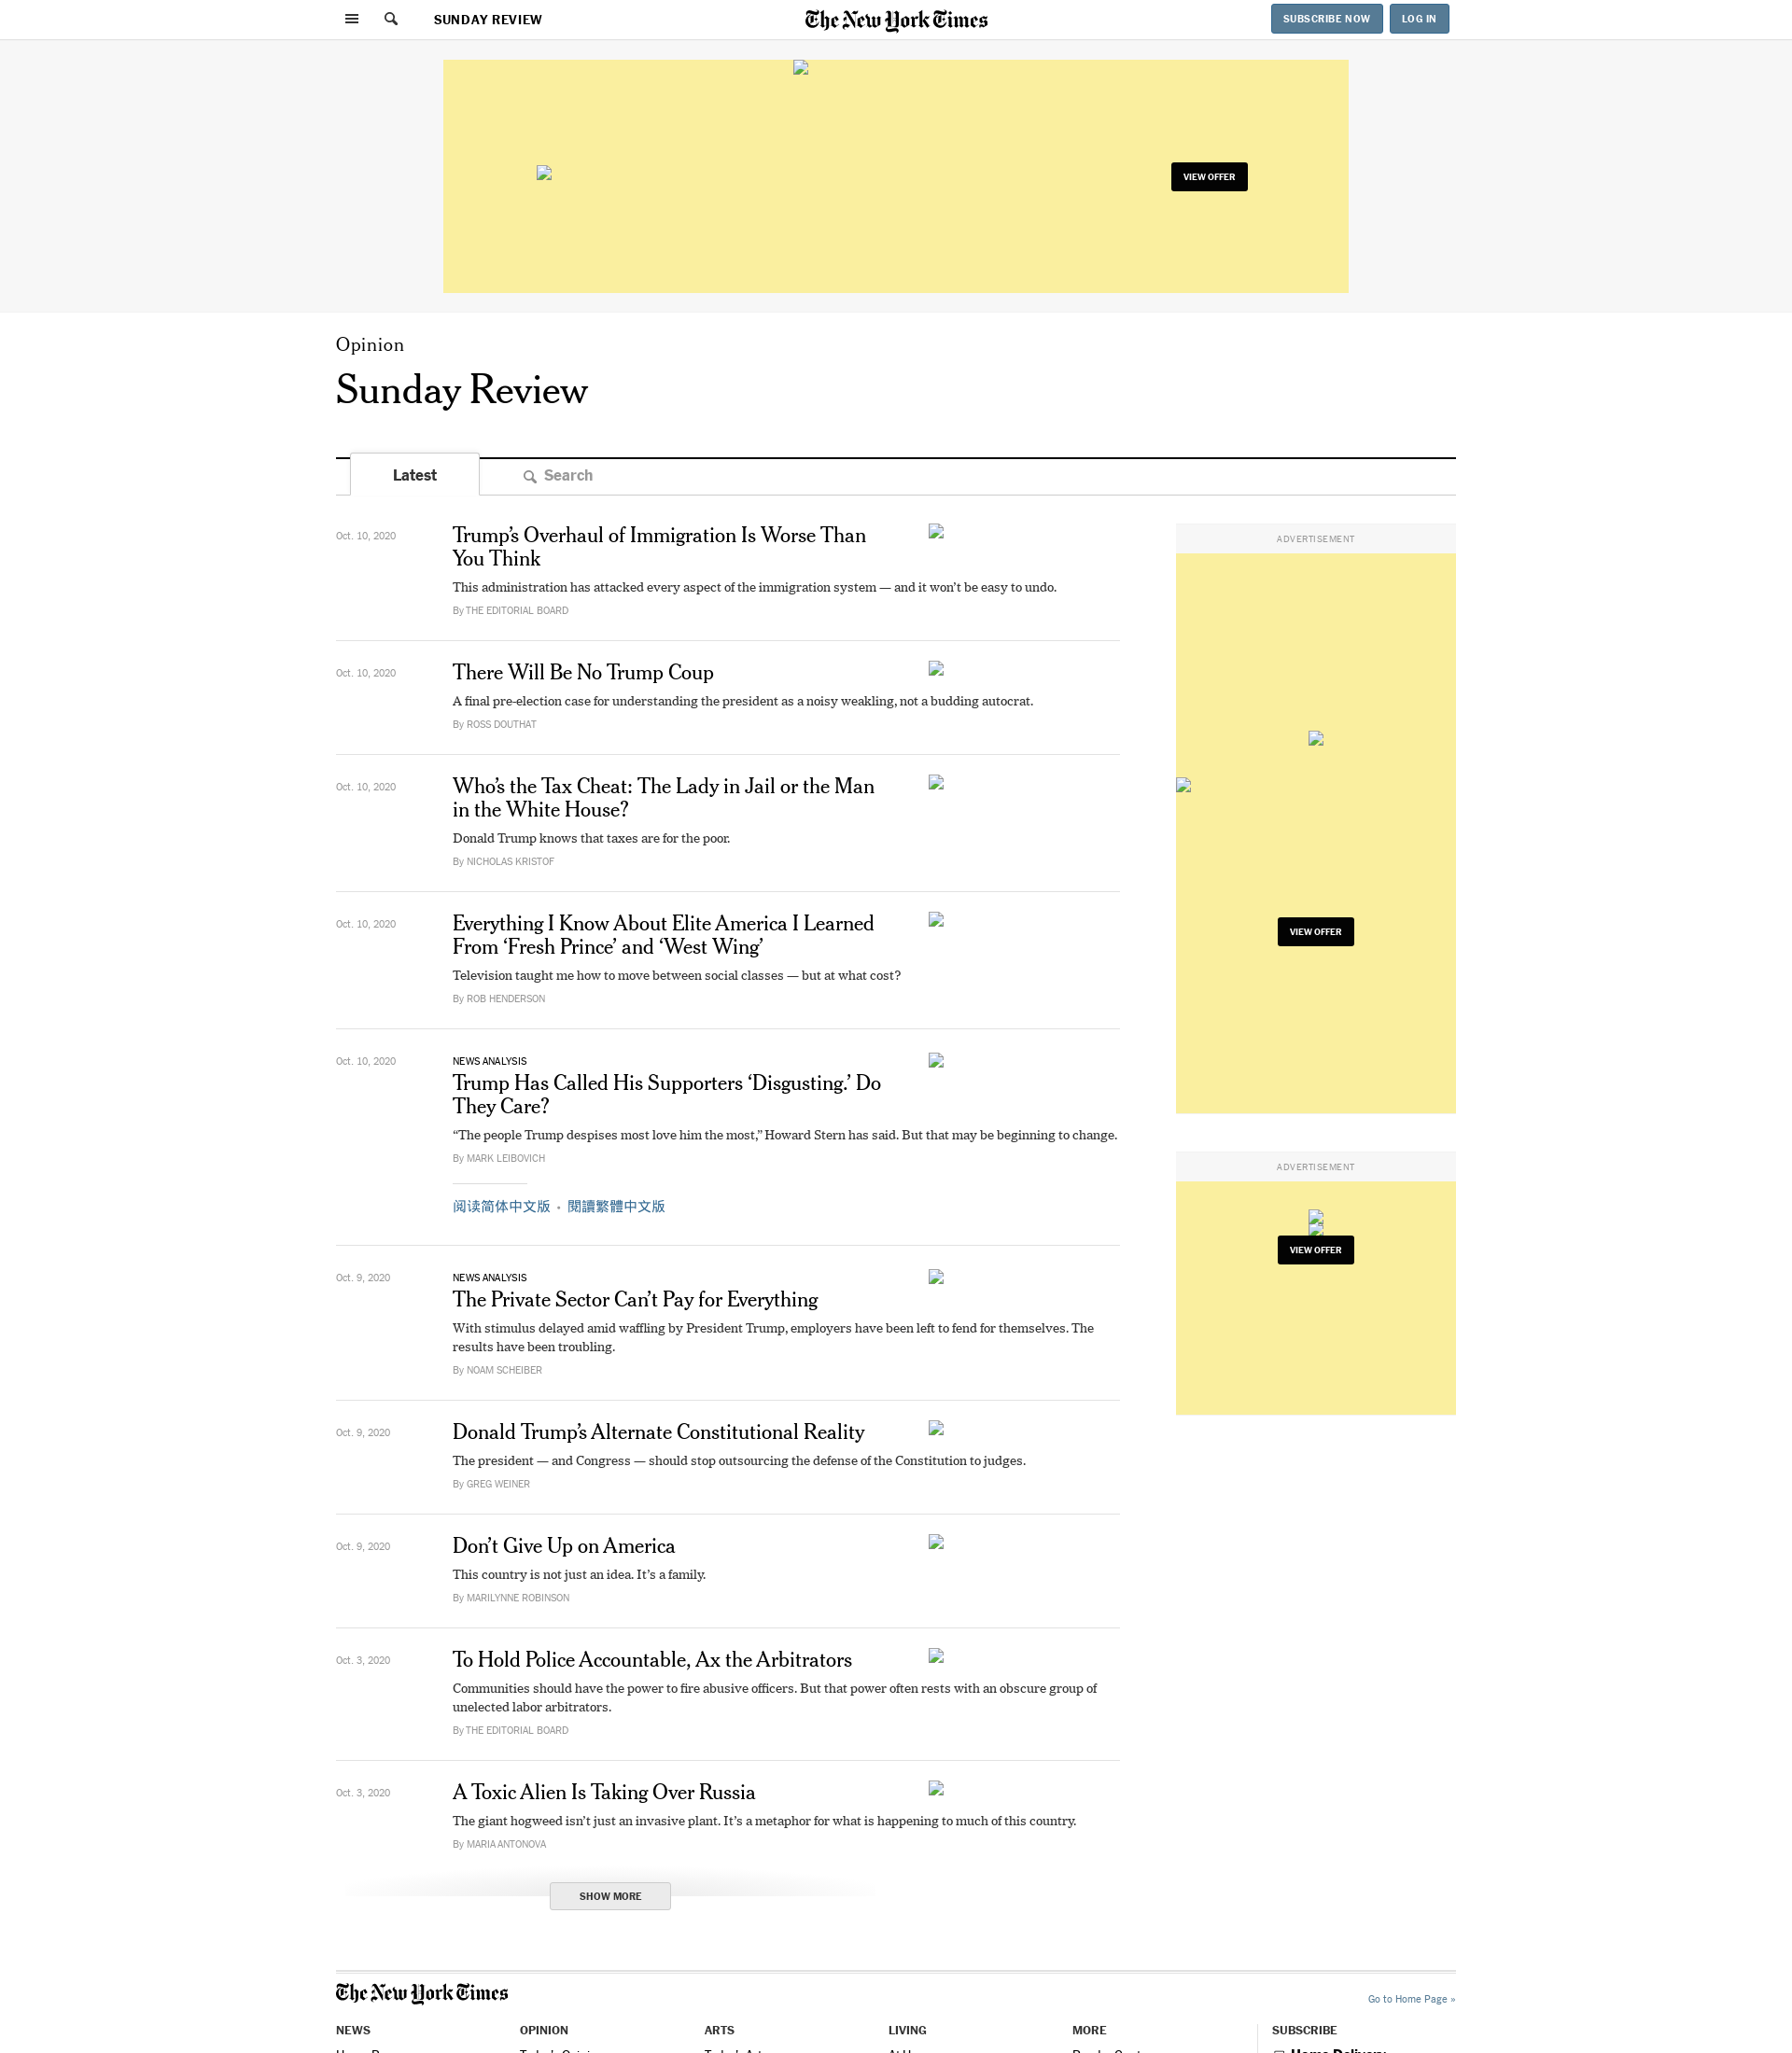 SUNDAY REVIEW
The New York Times
SUBSCRIBE NOW
LOG IN
VIEW OFFER
Opinion
Sunday Review
Latest
Search
Oct. 10, 2020
Trump’s Overhaul of Immigration Is Worse Than
You Think
This administration has attacked every aspect of the immigration system — and it won’t be easy to undo.
By THE EDITORIAL BOARD
Oct. 10, 2020
There Will Be No Trump Coup
A final pre-election case for understanding the president as a noisy weakling, not a budding autocrat.
By ROSS DOUTHAT
Oct. 10, 2020
Who’s the Tax Cheat: The Lady in Jail or the Man
in the White House?
Donald Trump knows that taxes are for the poor.
By NICHOLAS KRISTOF
Oct. 10, 2020
Everything I Know About Elite America I Learned
From ‘Fresh Prince’ and ‘West Wing’
Television taught me how to move between social classes — but at what cost?
By ROB HENDERSON
Oct. 10, 2020
NEWS ANALYSIS
Trump Has Called His Supporters ‘Disgusting.’ Do
They Care?
“The people Trump despises most love him the most,” Howard Stern has said. But that may be beginning to change.
By MARK LEIBOVICH
阅读简体中文版 • 閱讀繁體中文版
Oct. 9, 2020
NEWS ANALYSIS
The Private Sector Can’t Pay for Everything
With stimulus delayed amid waffling by President Trump, employers have been left to fend for themselves. The
results have been troubling.
By NOAM SCHEIBER
Oct. 9, 2020
Donald Trump’s Alternate Constitutional Reality
The president — and Congress — should stop outsourcing the defense of the Constitution to judges.
By GREG WEINER
Oct. 9, 2020
Don’t Give Up on America
This country is not just an idea. It’s a family.
By MARILYNNE ROBINSON
Oct. 3, 2020
To Hold Police Accountable, Ax the Arbitrators
Communities should have the power to fire abusive officers. But that power often rests with an obscure group of
unelected labor arbitrators.
By THE EDITORIAL BOARD
Oct. 3, 2020
A Toxic Alien Is Taking Over Russia
The giant hogweed isn’t just an invasive plant. It’s a metaphor for what is happening to much of this country.
By MARIA ANTONOVA
SHOW MORE
ADVERTISEMENT
VIEW OFFER
ADVERTISEMENT
VIEW OFFER
The New York Times
Go to Home Page »
NEWS
OPINION
ARTS
LIVING
MORE
SUBSCRIBE